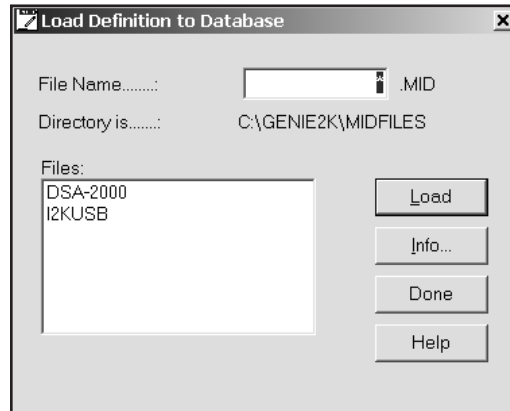 Load Definition to Database
File Name.......: * .MID
Directory is......: C:\GENIE2K\MIDFILES
Files:
DSA-2000
I2KUSB
Load
Info...
Done
Help